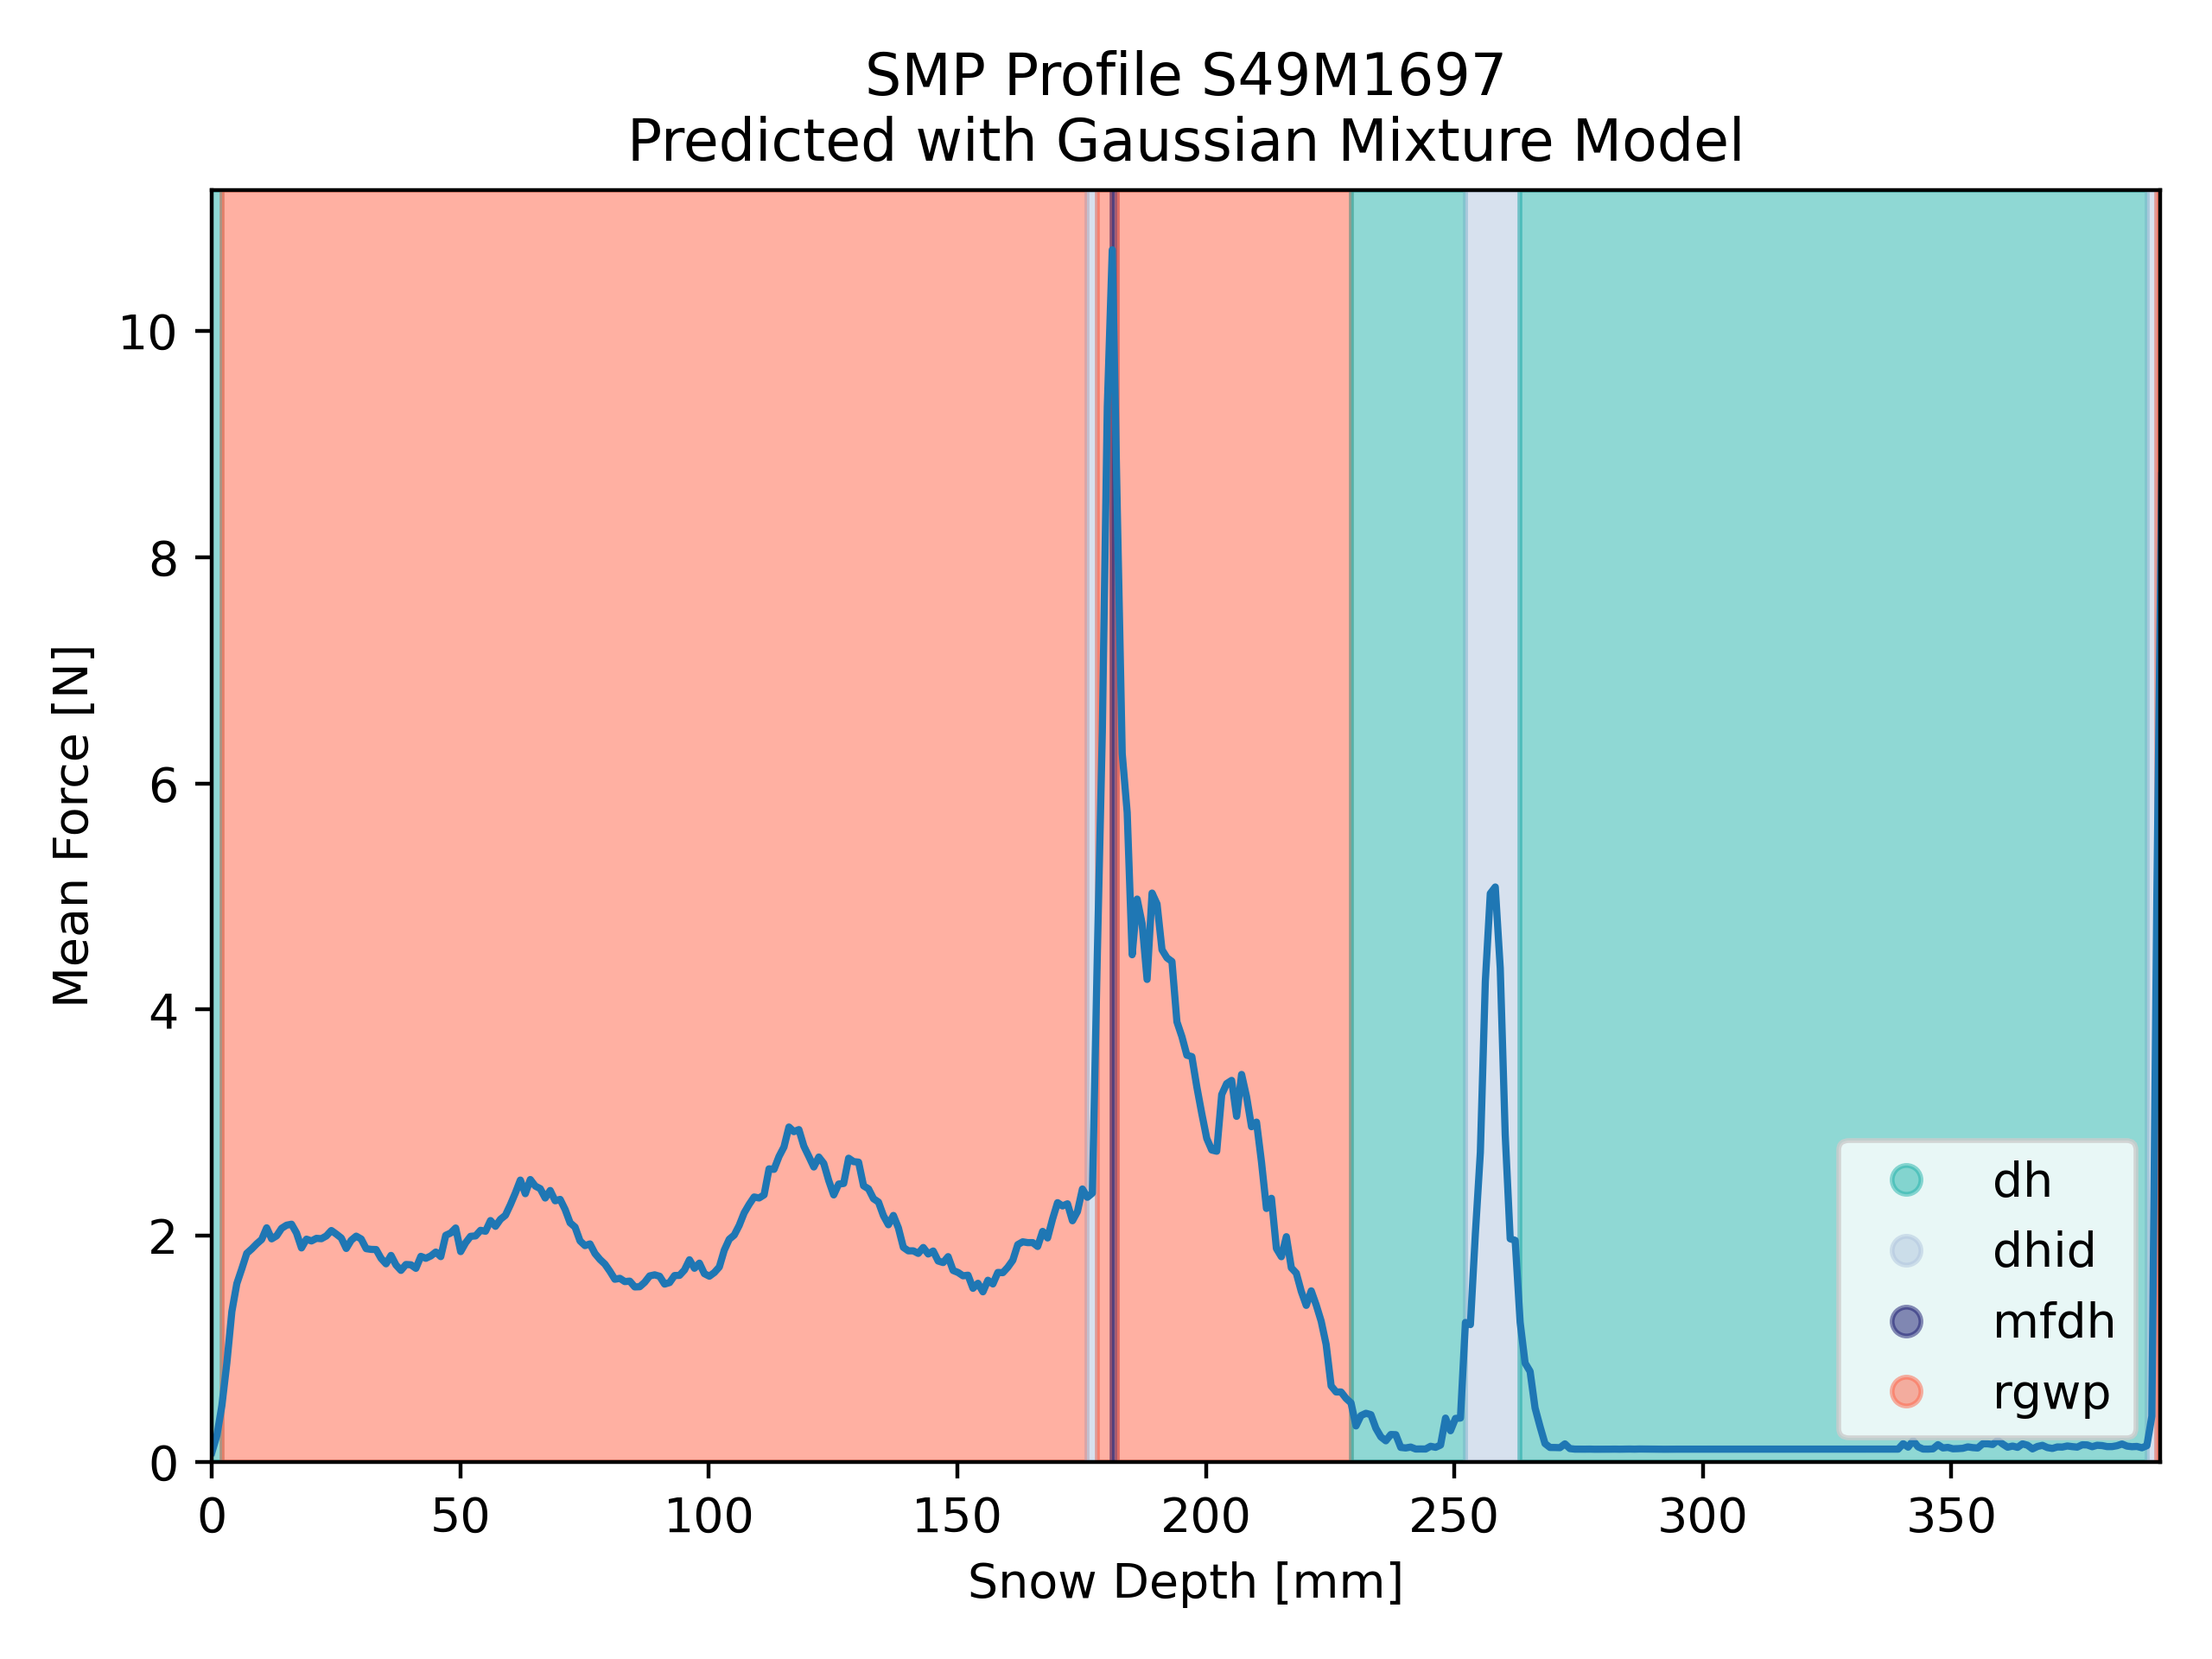 SMP Profile S49M1697
Predicted with Gaussian Mixture Model
Mean Force [N]
10
8
6
4
2
0
0 50 100 150 200 250 300 350
Snow Depth [mm]
dh
dhid
mfdh
rgwp